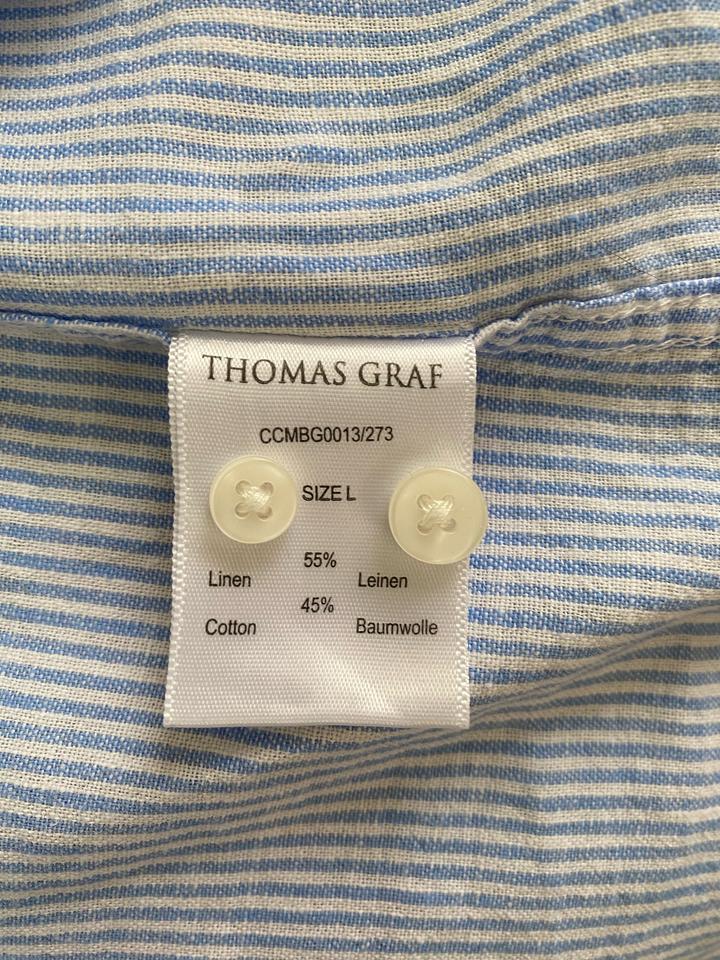 THOMAS GRAF
CCMBG0013/273
SIZE L
55%
Linen Leinen
45%
Cotton Baumwolle